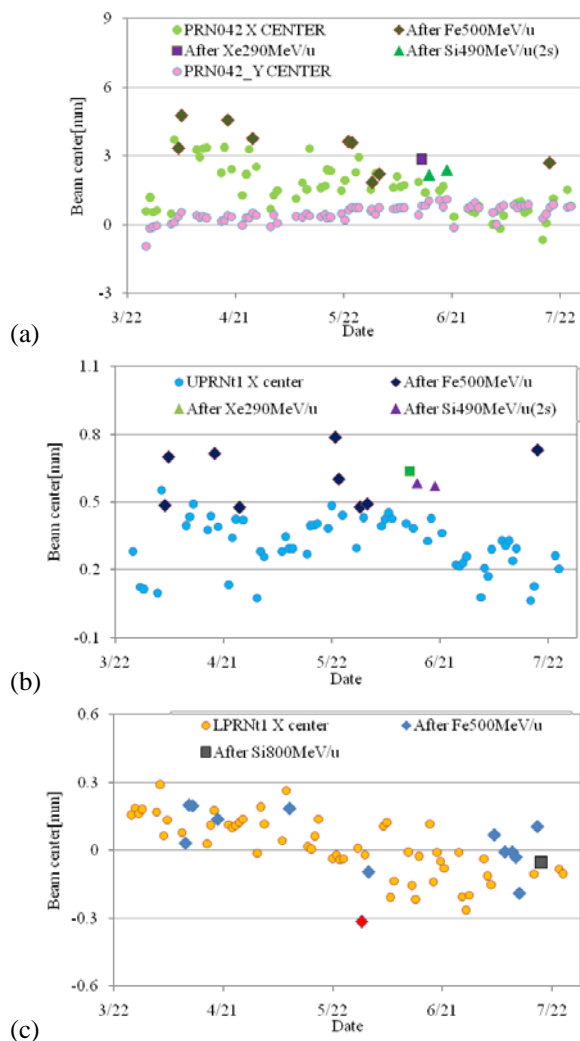 9
PRN042 X CENTER
After Fe500MeV/u
After Xe290MeV/u
After Si490MeV/u(2s)
PRN042_Y CENTER
6
3
0
-3
Beam center[mm]
3/22 4/21 5/22 6/21 7/22
Date
(a)
1.1
UPRNt1 X center
After Fe500MeV/u
After Xe290MeV/u
After Si490MeV/u(2s)
0.8
0.5
0.2
-0.1
Beam center[mm]
3/22 4/21 5/22 6/21 7/22
Date
(b)
0.6
LPRNt1 X center
After Fe500MeV/u
After Si800MeV/u
0.3
0
-0.3
-0.6
Beam center[mm]
3/22 4/21 5/22 6/21 7/22
Date
(c)